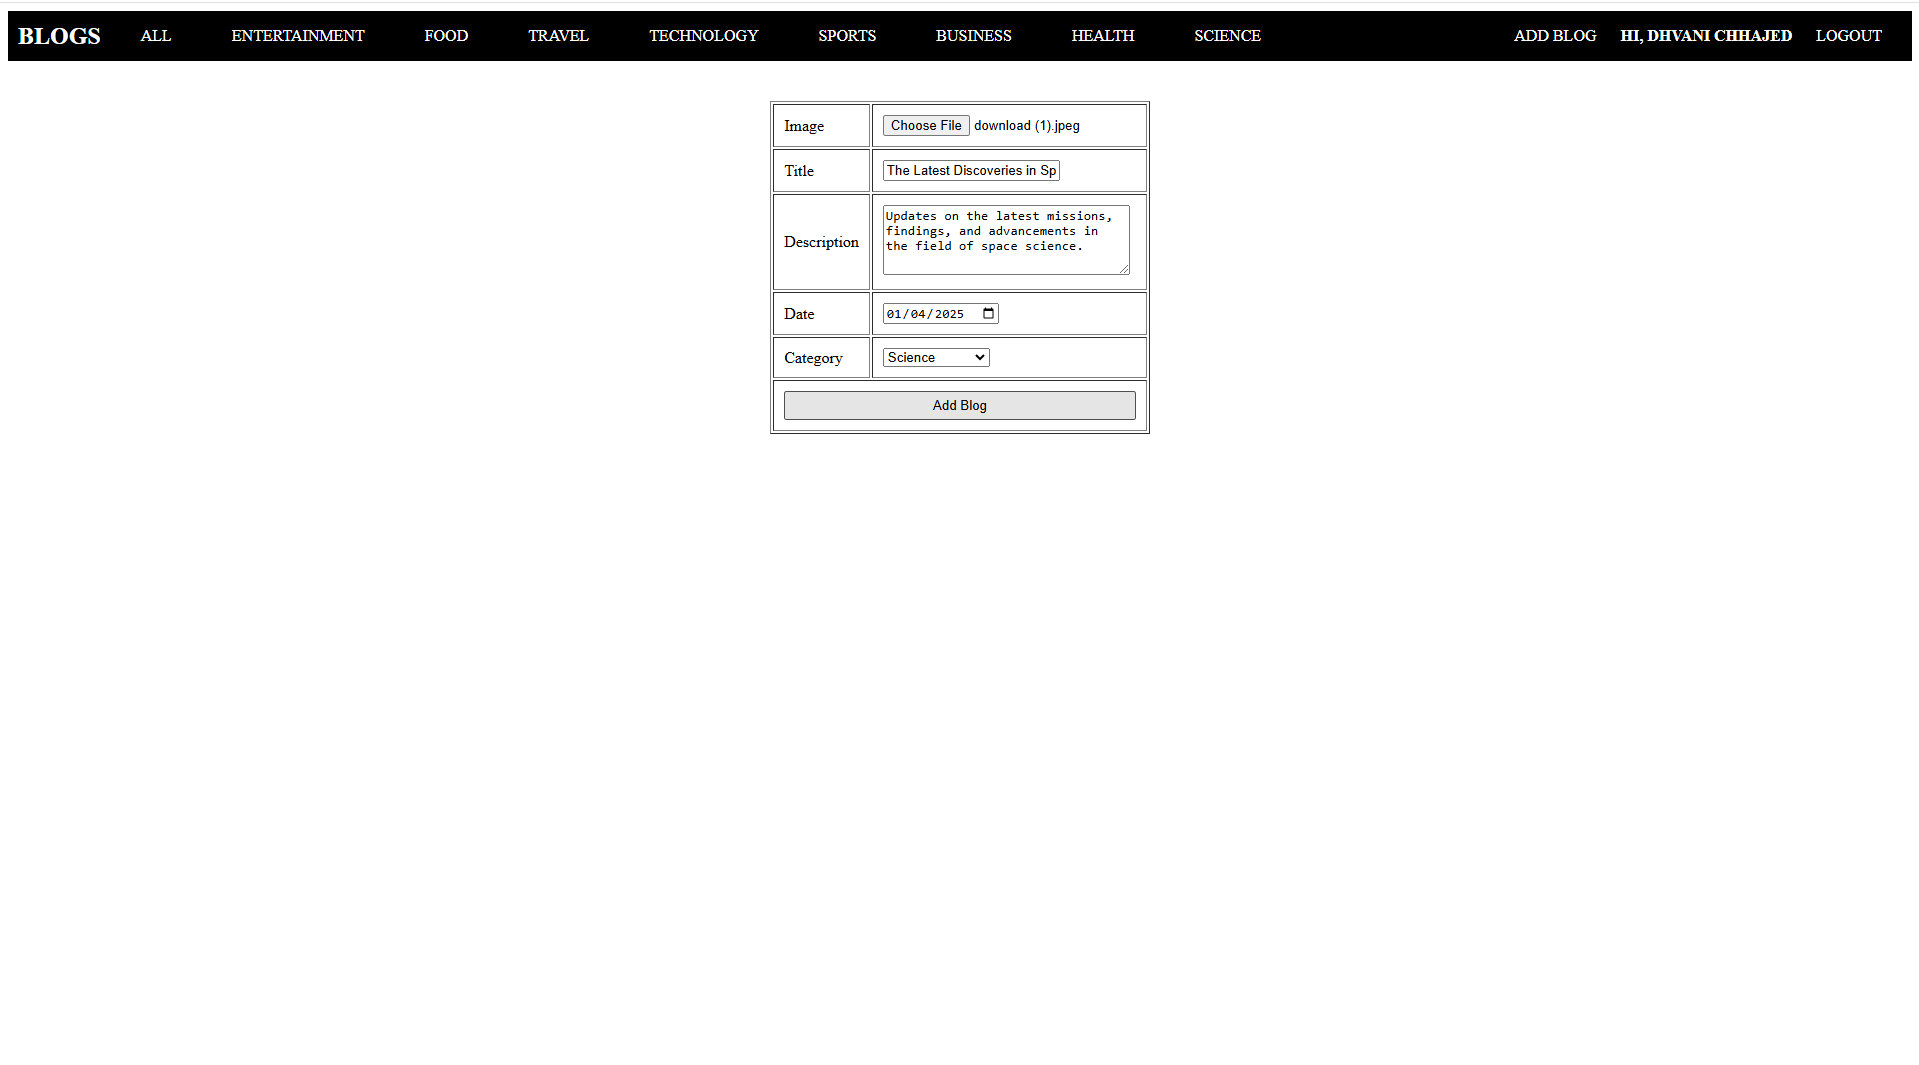 BLOGS ALL ENTERTAINMENT FOOD TRAVEL TECHNOLOGY SPORTS BUSINESS HEALTH SCIENCE ADD BLOG HI, DHVANI CHHAJED LOGOUT
Image Choose File download (1).jpeg
Title The Latest Discoveries in Sp
Description
Updates on the latest missions,
findings, and advancements in
the field of space science.
Date 01/04/2025
Category Science
Add Blog